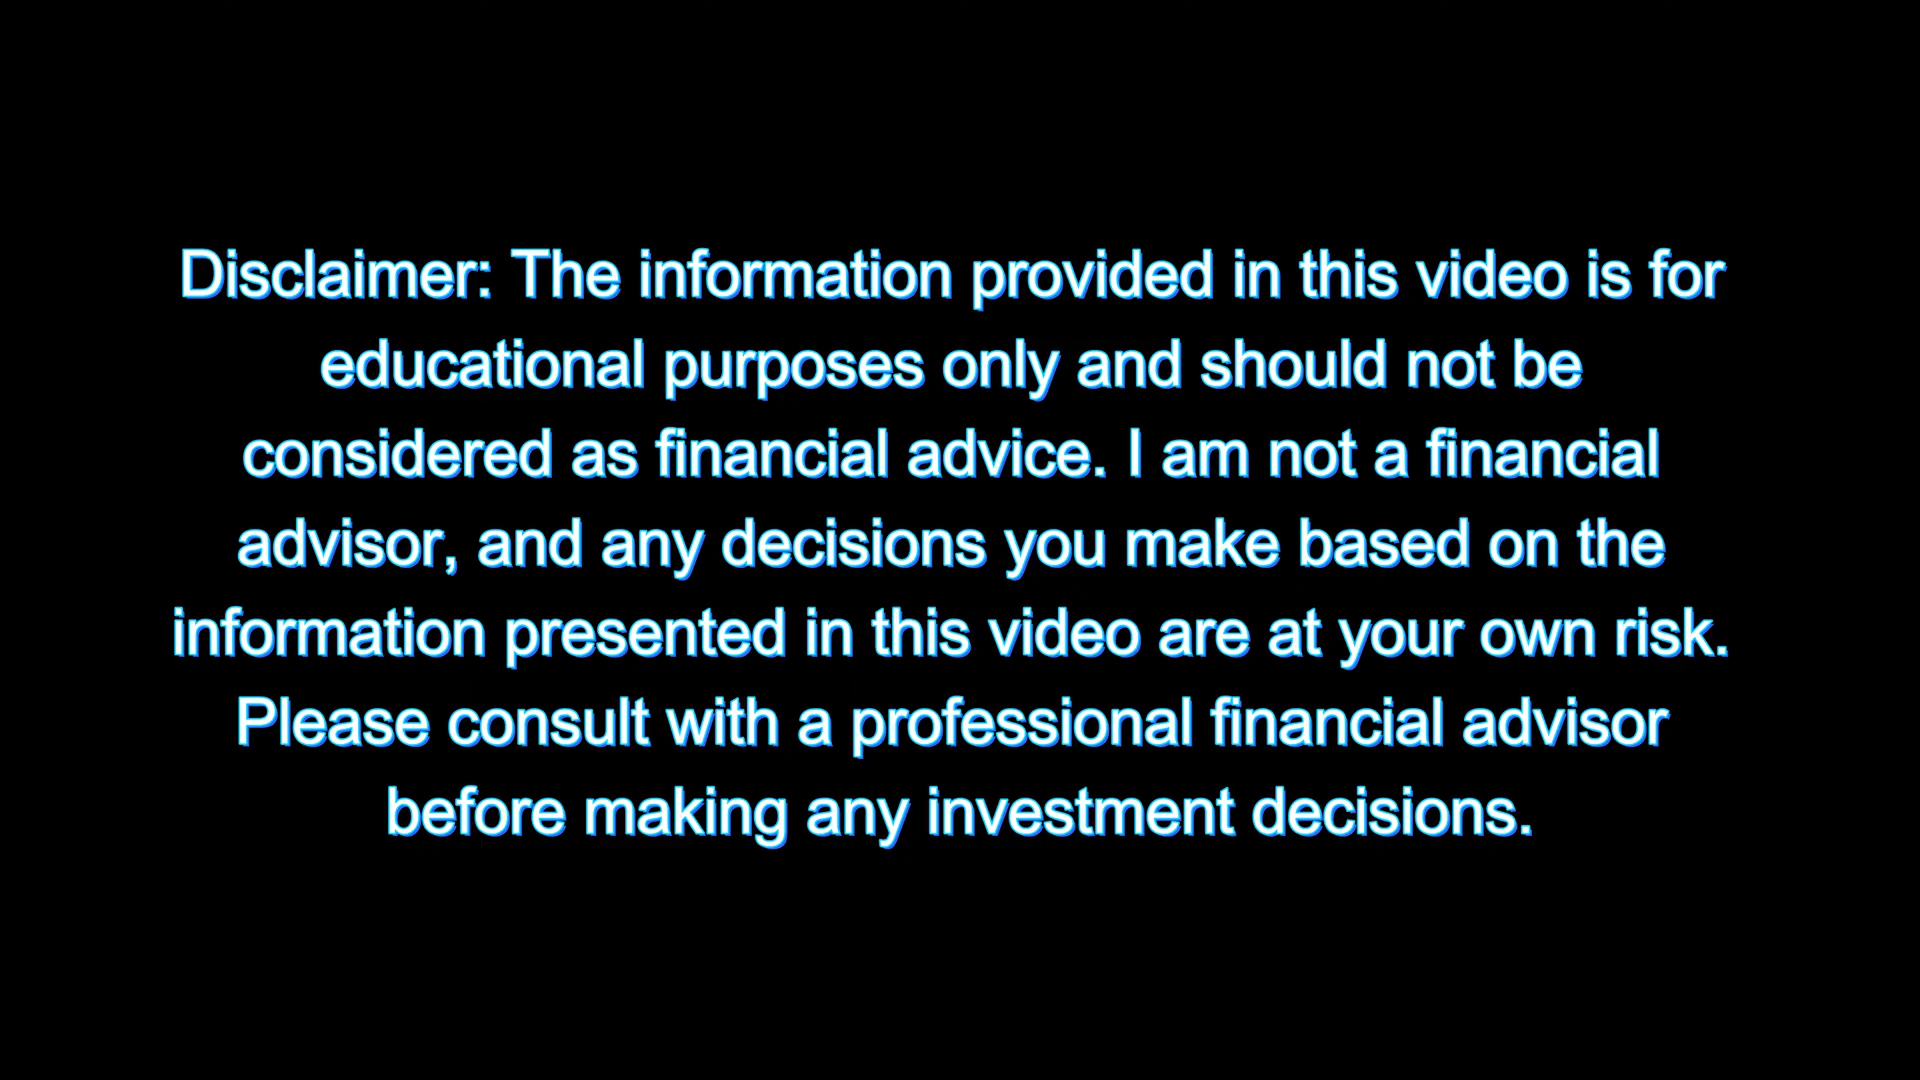 Disclaimer: The information provided in this video is for
educational purposes only and should not be
considered as financial advice. I am not a financial
advisor, and any decisions you make based on the
information presented in this video are at your own risk.
Please consult with a professional financial advisor
before making any investment decisions.